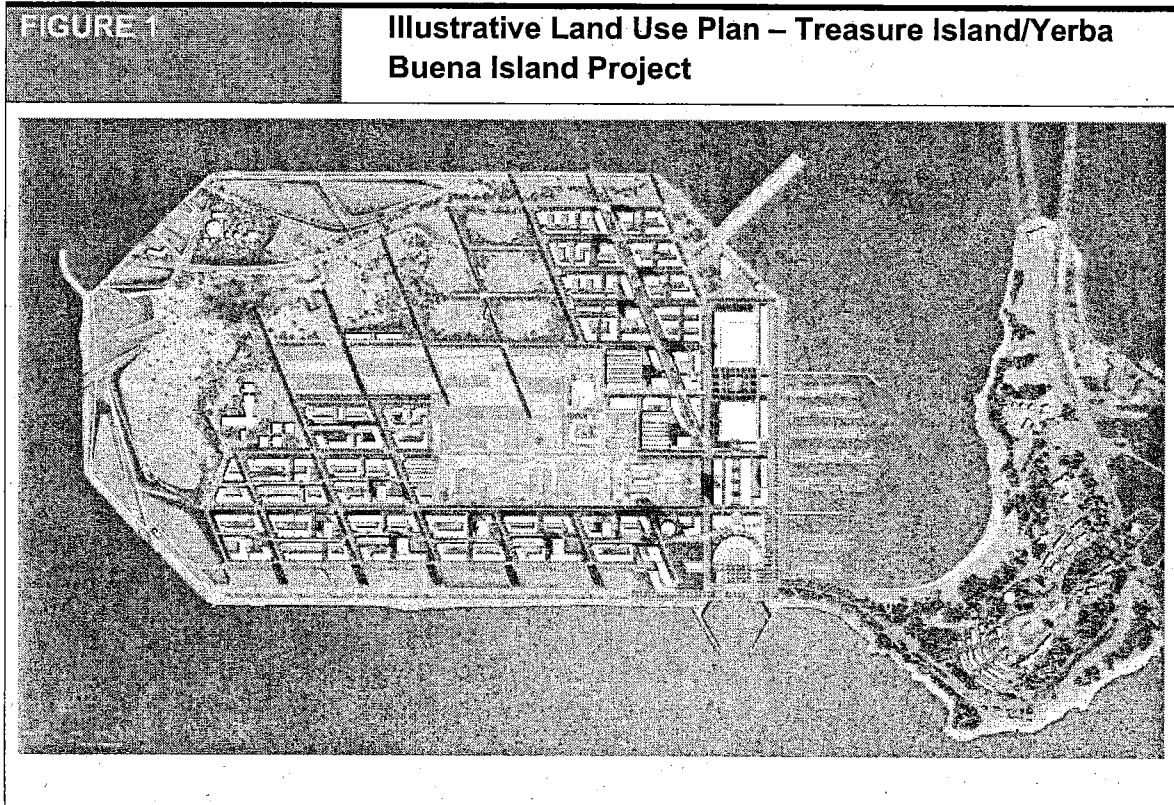 FIGURE 1
Illustrative Land Use Plan – Treasure Island/Yerba
Buena Island Project